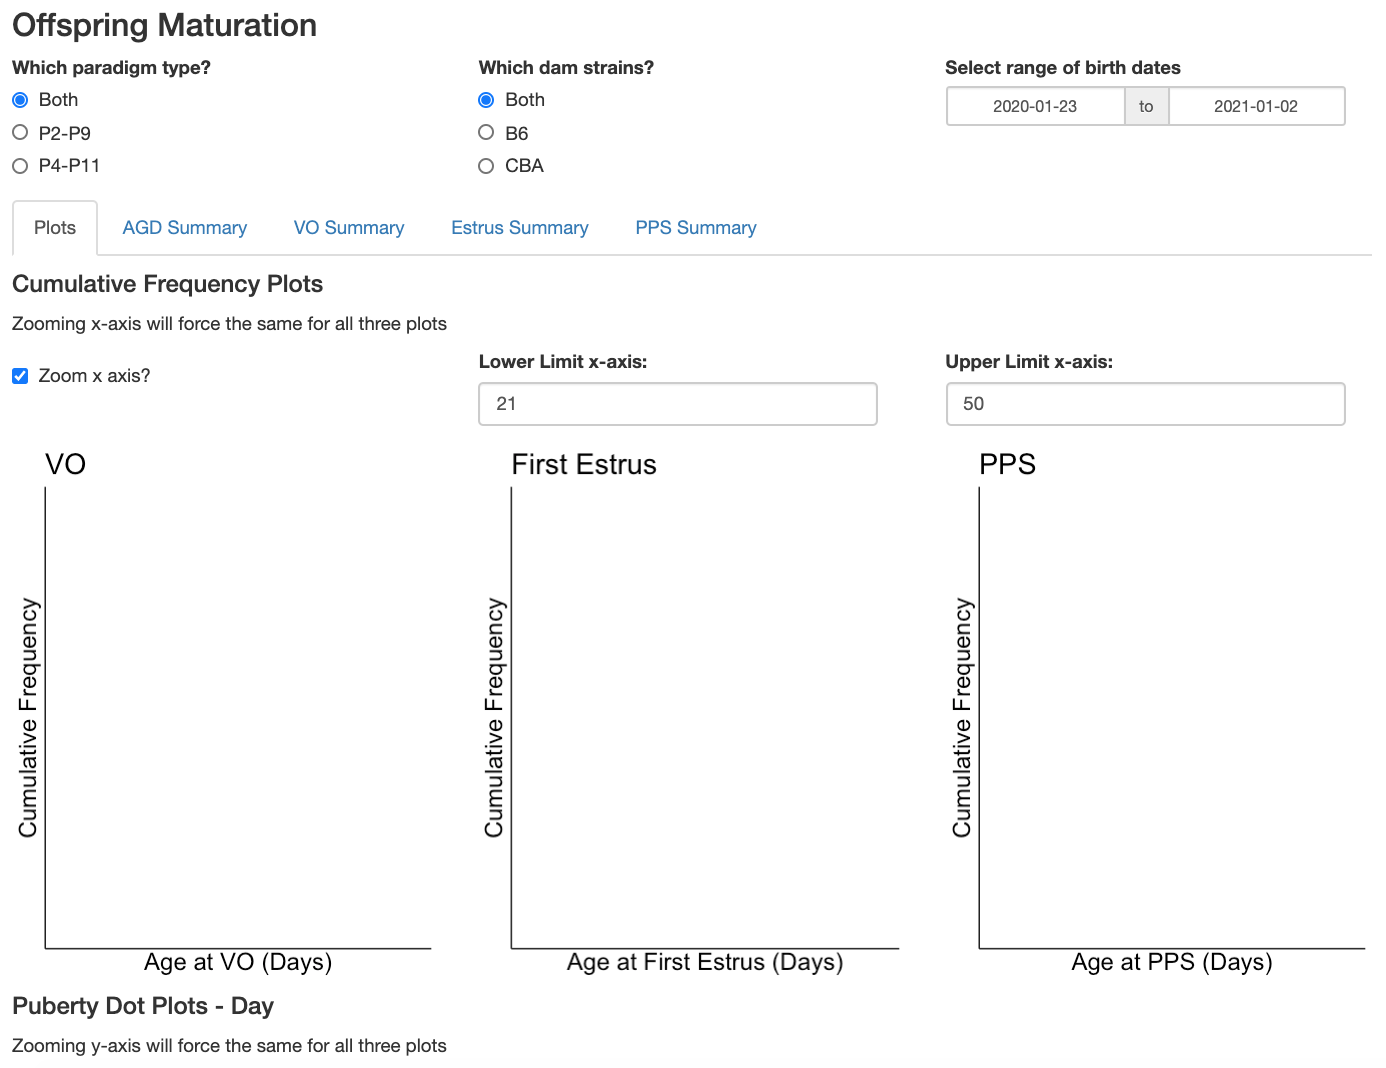 Offspring Maturation
Which paradigm type?
Both
P2-P9
P4-P11
Which dam strains?
Both
B6
CBA
Select range of birth dates
2020-01-23 to 2021-01-02
Plots AGD Summary VO Summary Estrus Summary PPS Summary
Cumulative Frequency Plots
Zooming x-axis will force the same for all three plots
Zoom x axis?
Lower Limit x-axis:
21
Upper Limit x-axis:
50
VO
Cumulative Frequency
Age at VO (Days)
First Estrus
Cumulative Frequency
Age at First Estrus (Days)
PPS
Cumulative Frequency
Age at PPS (Days)
Puberty Dot Plots - Day
Zooming y-axis will force the same for all three plots